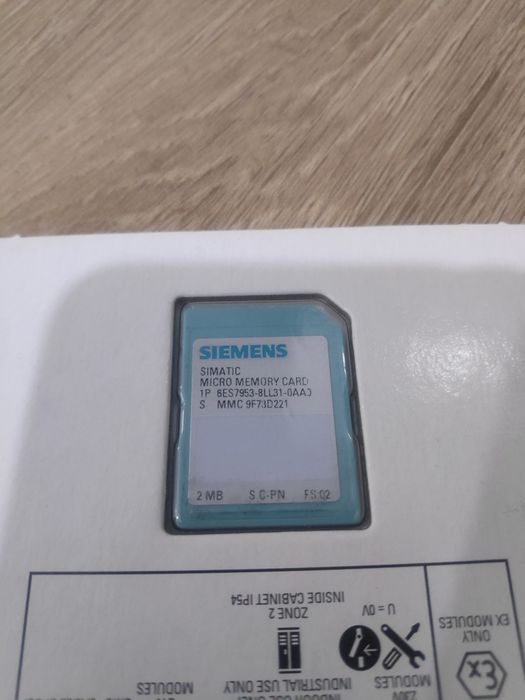 SIEMENS
SIMATIC
MICRO MEMORY CARD
1P 6ES7953-8LL31-0AA0
S MMC 9F73D221
2 MB S C-PN FS:02
INSIDE CABINET IP54
ZONE 2
U = 0V
EX MODULES
ONLY
INDUSTRIAL USE ONLY
MODULES
MODULES